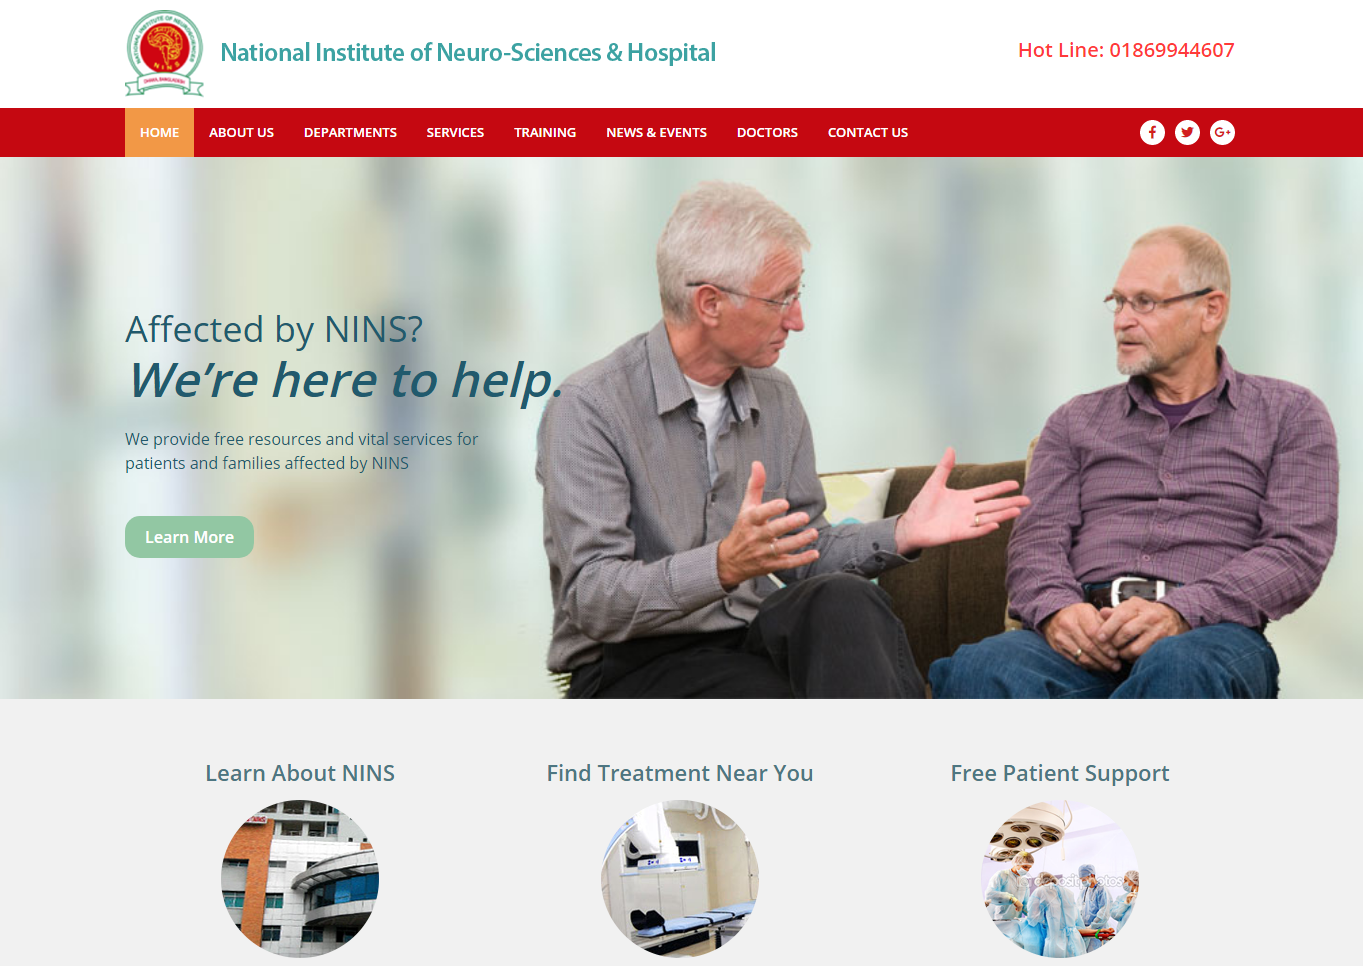 National Institute of Neuro-Sciences & Hospital
Hot Line: 01869944607
HOME ABOUT US DEPARTMENTS SERVICES TRAINING NEWS & EVENTS DOCTORS CONTACT US
Affected by NINS?
We're here to help.
We provide free resources and vital services for
patients and families affected by NINS
Learn More
Learn About NINS
Find Treatment Near You
Free Patient Support
depositphotos